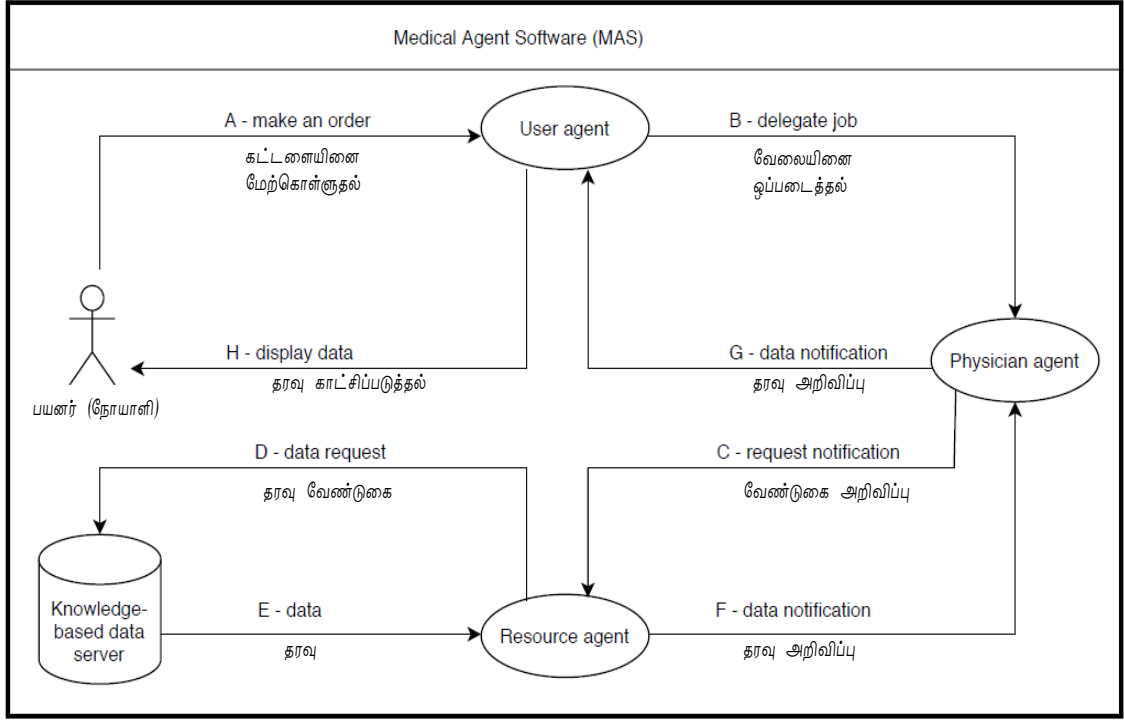 Medical Agent Software (MAS)
A - make an order
கட்டளையினை
மேற்கொள்ளுதல்
User agent
B - delegate job
வேலையினை
ஒப்படைத்தல்
H - display data
தரவு காட்சிப்படுத்தல்
G - data notification
தரவு அறிவிப்பு
Physician agent
பயனர் (நோயாளி)
D - data request
தரவு வேண்டுகை
C - request notification
வேண்டுகை அறிவிப்பு
Knowledge-
based data
server
E - data
தரவு
Resource agent
F - data notification
தரவு அறிவிப்பு